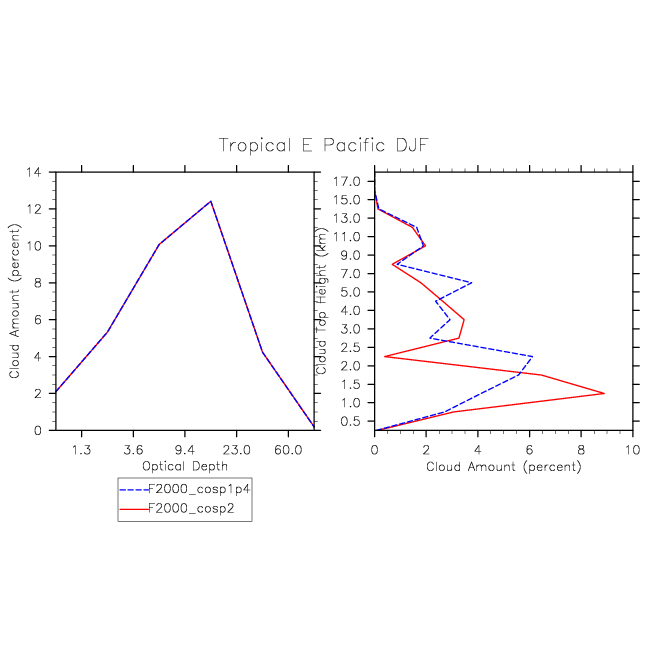 Tropical E Pacific DJF
Cloud Amount (percent)
14
12
10
8
6
4
2
0
1.3 3.6 9.4 23.0 60.0
Optical Depth
Cloud Top Height (km)
17.0
15.0
13.0
11.0
9.0
7.0
5.0
4.0
3.0
2.5
2.0
1.5
1.0
0.5
0 2 4 6 8 10
Cloud Amount (percent)
F2000_cosp1p4
F2000_cosp2